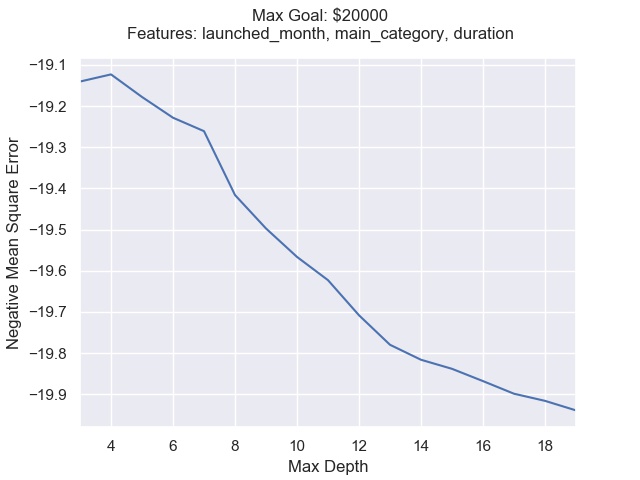 Max Goal: $20000
Features: launched_month, main_category, duration
−19.1
−19.2
−19.3
−19.4
−19.5
−19.6
−19.7
−19.8
−19.9
Negative Mean Square Error
4 6 8 10 12 14 16 18
Max Depth